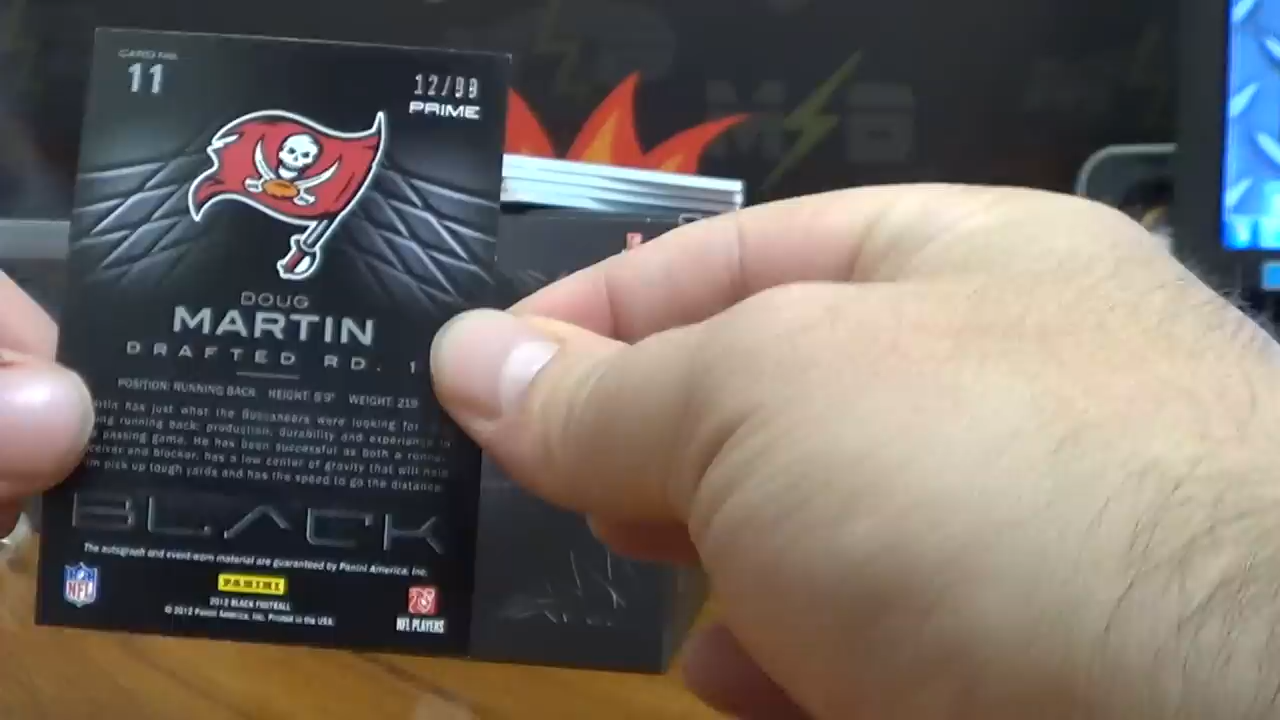 CARD NO.
11
12/99
PRIME
DOUG
MARTIN
DRAFTED RD. 1
POSITION: RUNNING BACK HEIGHT: 5'9" WEIGHT: 219
has just what the Buccaneers were looking for
running back: production, durability and experience
passing game. He has been successful as both a
and blocker, has a low center of gravity that will help
pick up tough yards and has the speed to go the distance.
BLACK
The autograph and event-worn material are guaranteed by Panini America, Inc.
NFL
PANINI
2012 BLACK FOOTBALL
© 2012 Panini America, Inc. Printed in the USA.
NFL PLAYERS